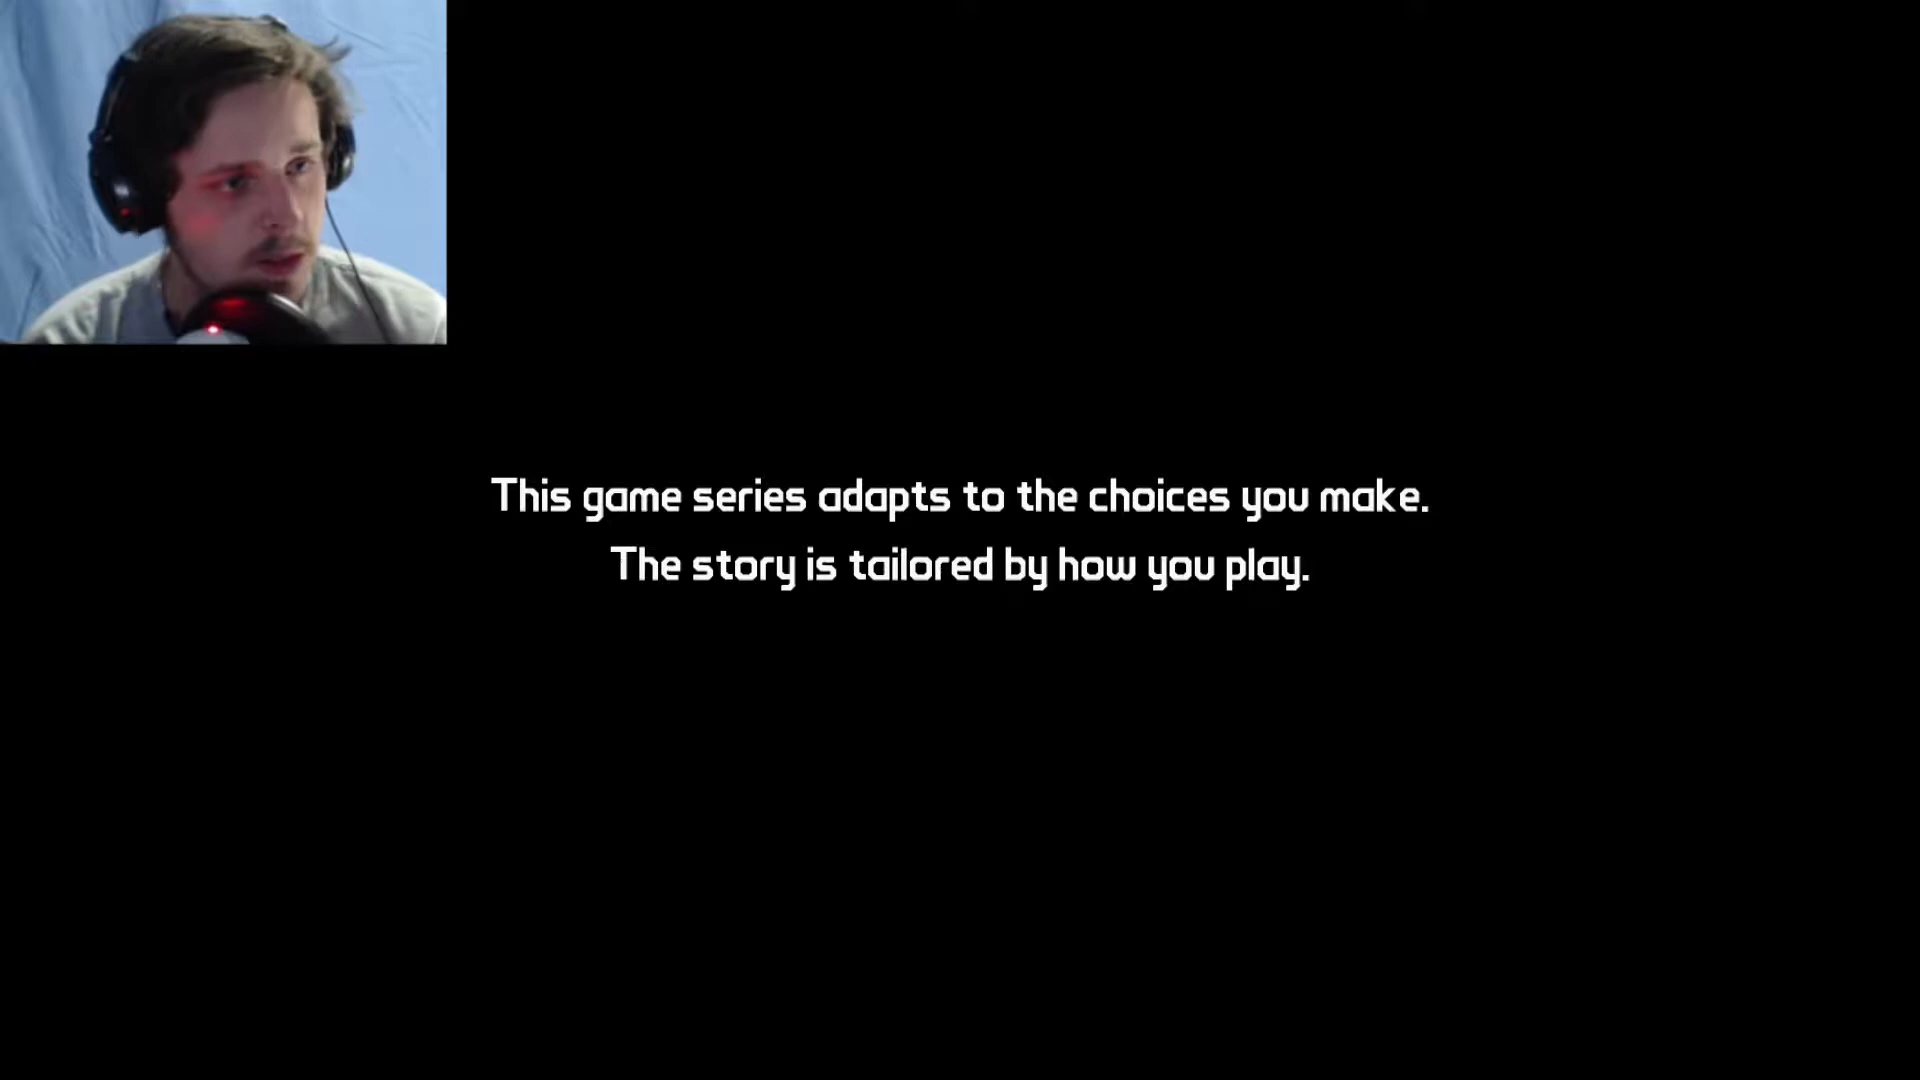 This game series adapts to the choices you make.
The story is tailored by how you play.